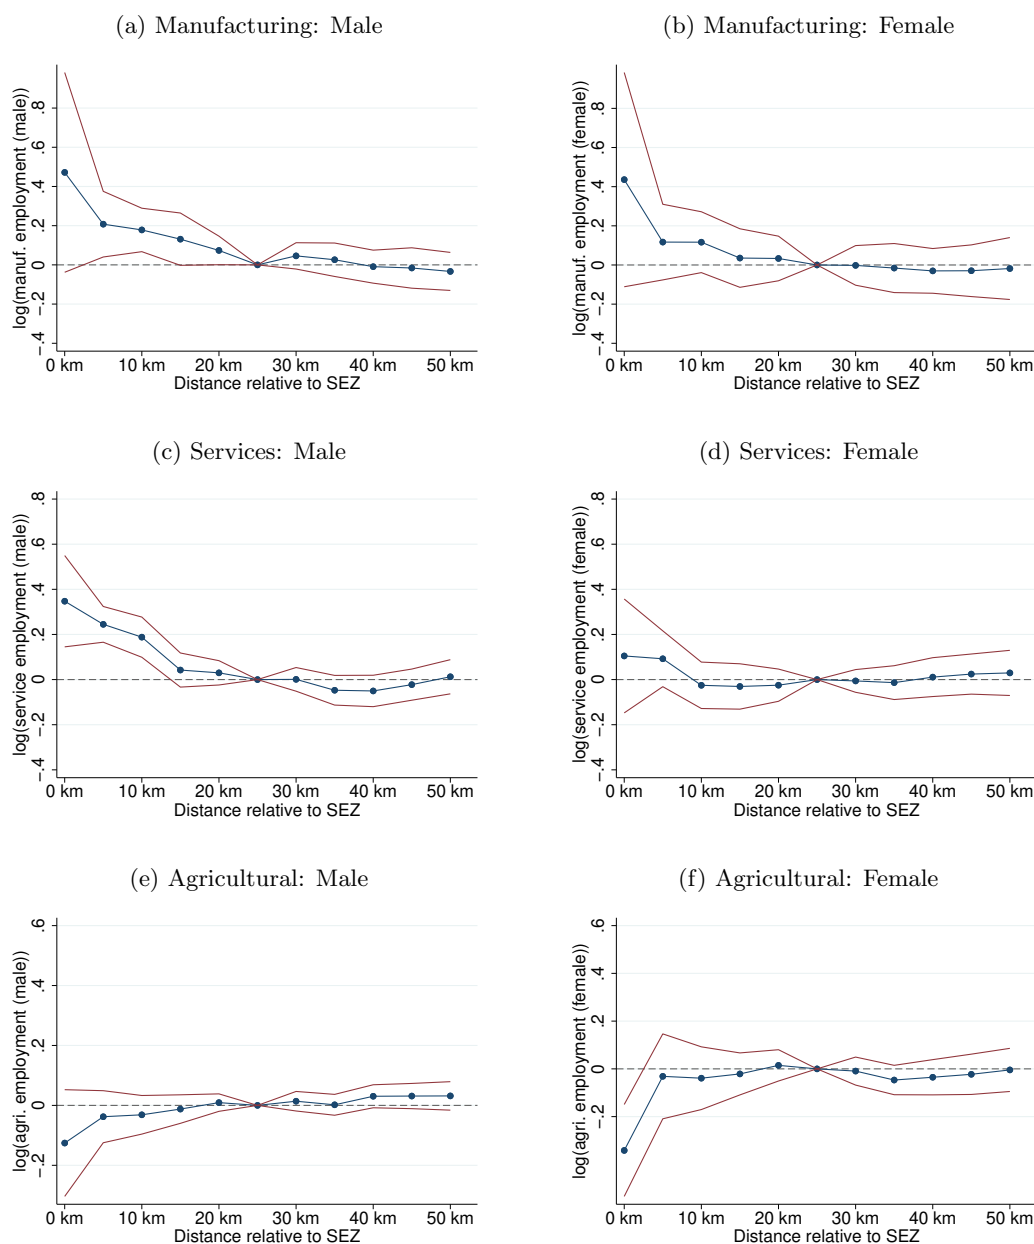 (a) Manufacturing: Male
(b) Manufacturing: Female
log(manuf. employment (male))
.8
.6
.4
.2
0
-.2
-.4
0 km 10 km 20 km 30 km 40 km 50 km
Distance relative to SEZ
log(manuf. employment (female))
.8
.6
.4
.2
0
-.2
-.4
0 km 10 km 20 km 30 km 40 km 50 km
Distance relative to SEZ
(c) Services: Male
(d) Services: Female
log(service employment (male))
.8
.6
.4
.2
0
-.2
-.4
0 km 10 km 20 km 30 km 40 km 50 km
Distance relative to SEZ
log(service employment (female))
.8
.6
.4
.2
0
-.2
-.4
0 km 10 km 20 km 30 km 40 km 50 km
Distance relative to SEZ
(e) Agricultural: Male
(f) Agricultural: Female
log(agri. employment (male))
.6
.4
.2
0
-.2
0 km 10 km 20 km 30 km 40 km 50 km
Distance relative to SEZ
log(agri. employment (female))
.6
.4
.2
0
-.2
0 km 10 km 20 km 30 km 40 km 50 km
Distance relative to SEZ